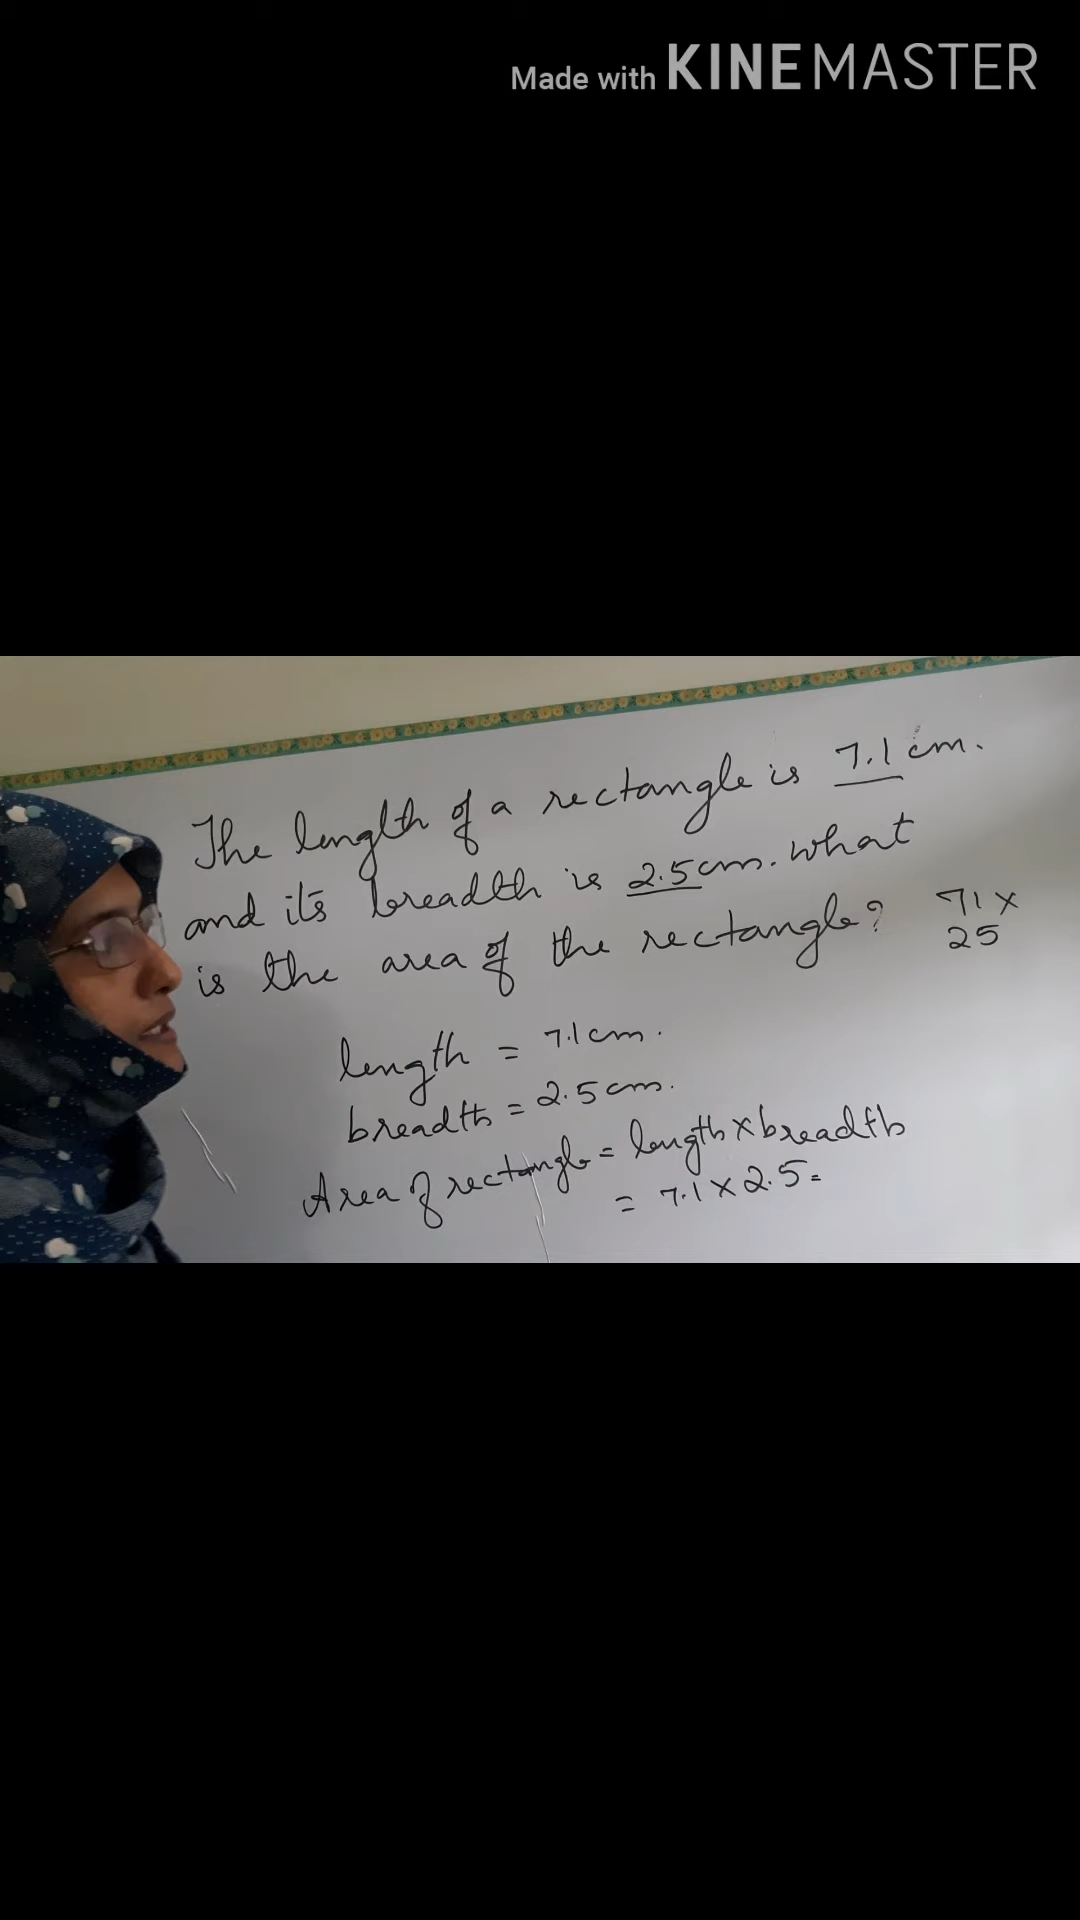 Made with KINEMASTER
The length of a rectangle is 7.1 cm.
and its breadth is 2.5 cm. what
is the area of the rectangle?
71 ×
25
length = 7.1 cm.
breadth = 2.5 cm.
Area of rectangle = length × breadth
= 7.1 × 2.5 =